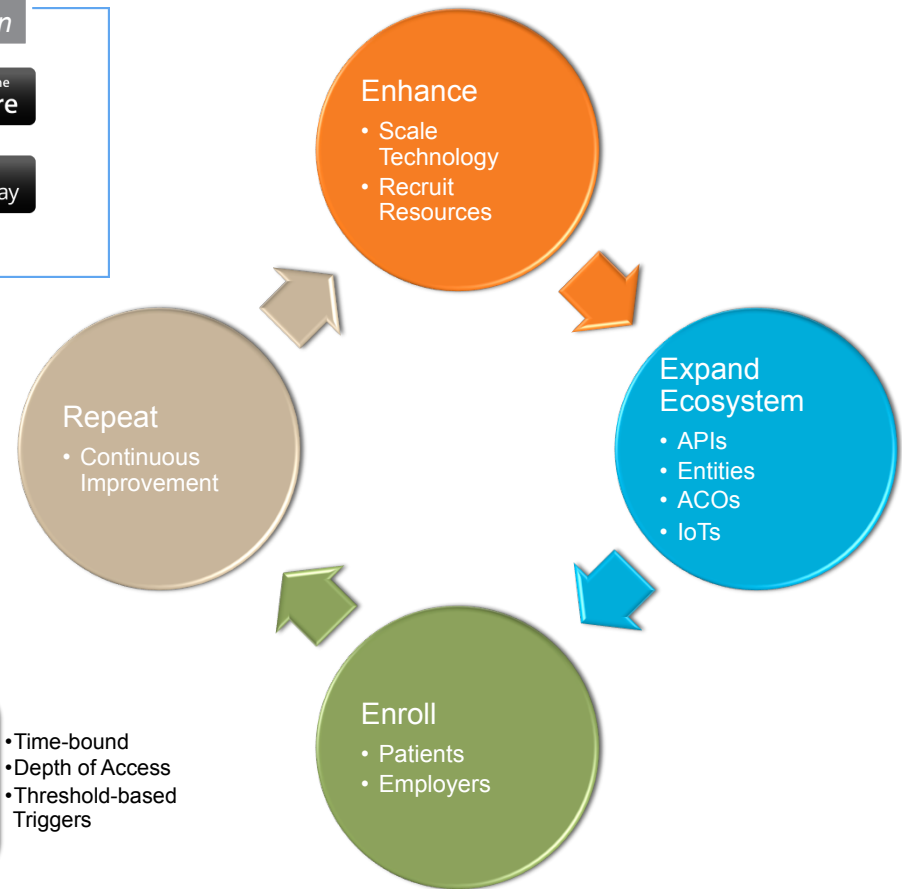 Enhance
• Scale
Technology
• Recruit
Resources
Expand
Ecosystem
• APIs
• Entities
• ACOs
• IoTs
Repeat
• Continuous
Improvement
Enroll
• Patients
• Employers
•Time-bound
•Depth of Access
•Threshold-based
Triggers